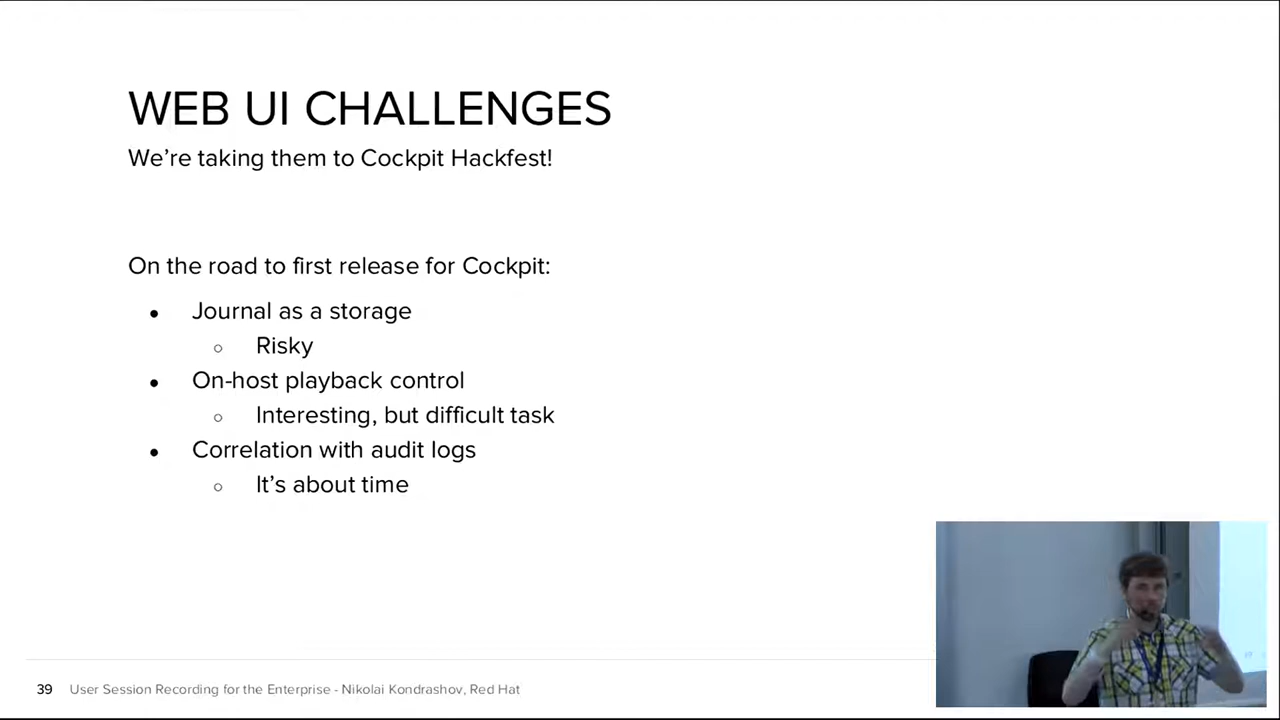 WEB UI CHALLENGES
We’re taking them to Cockpit Hackfest!
On the road to first release for Cockpit:
● Journal as a storage
○ Risky
● On-host playback control
○ Interesting, but difficult task
● Correlation with audit logs
○ It’s about time
39 User Session Recording for the Enterprise - Nikolai Kondrashov, Red Hat